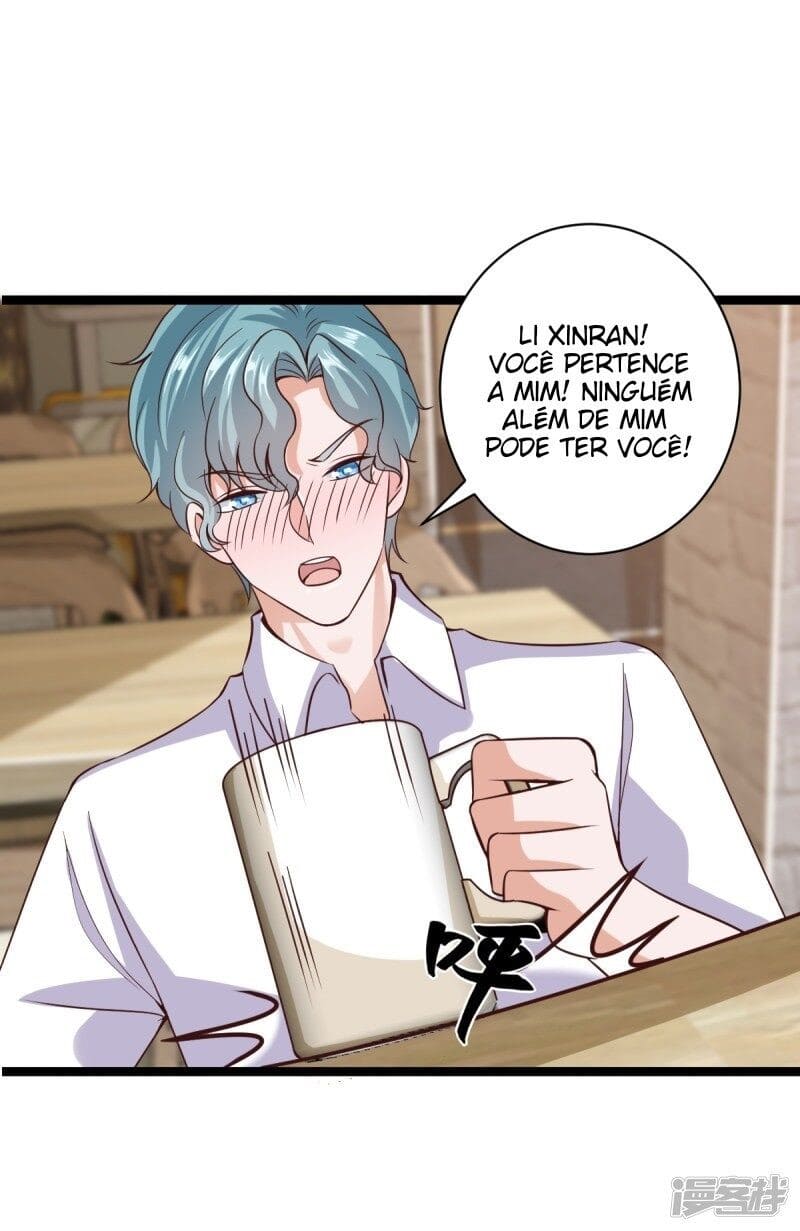 LI XINRAN!
VOCÊ PERTENCE
A MIM! NINGUÉM
ALÉM DE MIM
PODE TER VOCÊ!
呯
漫客栈